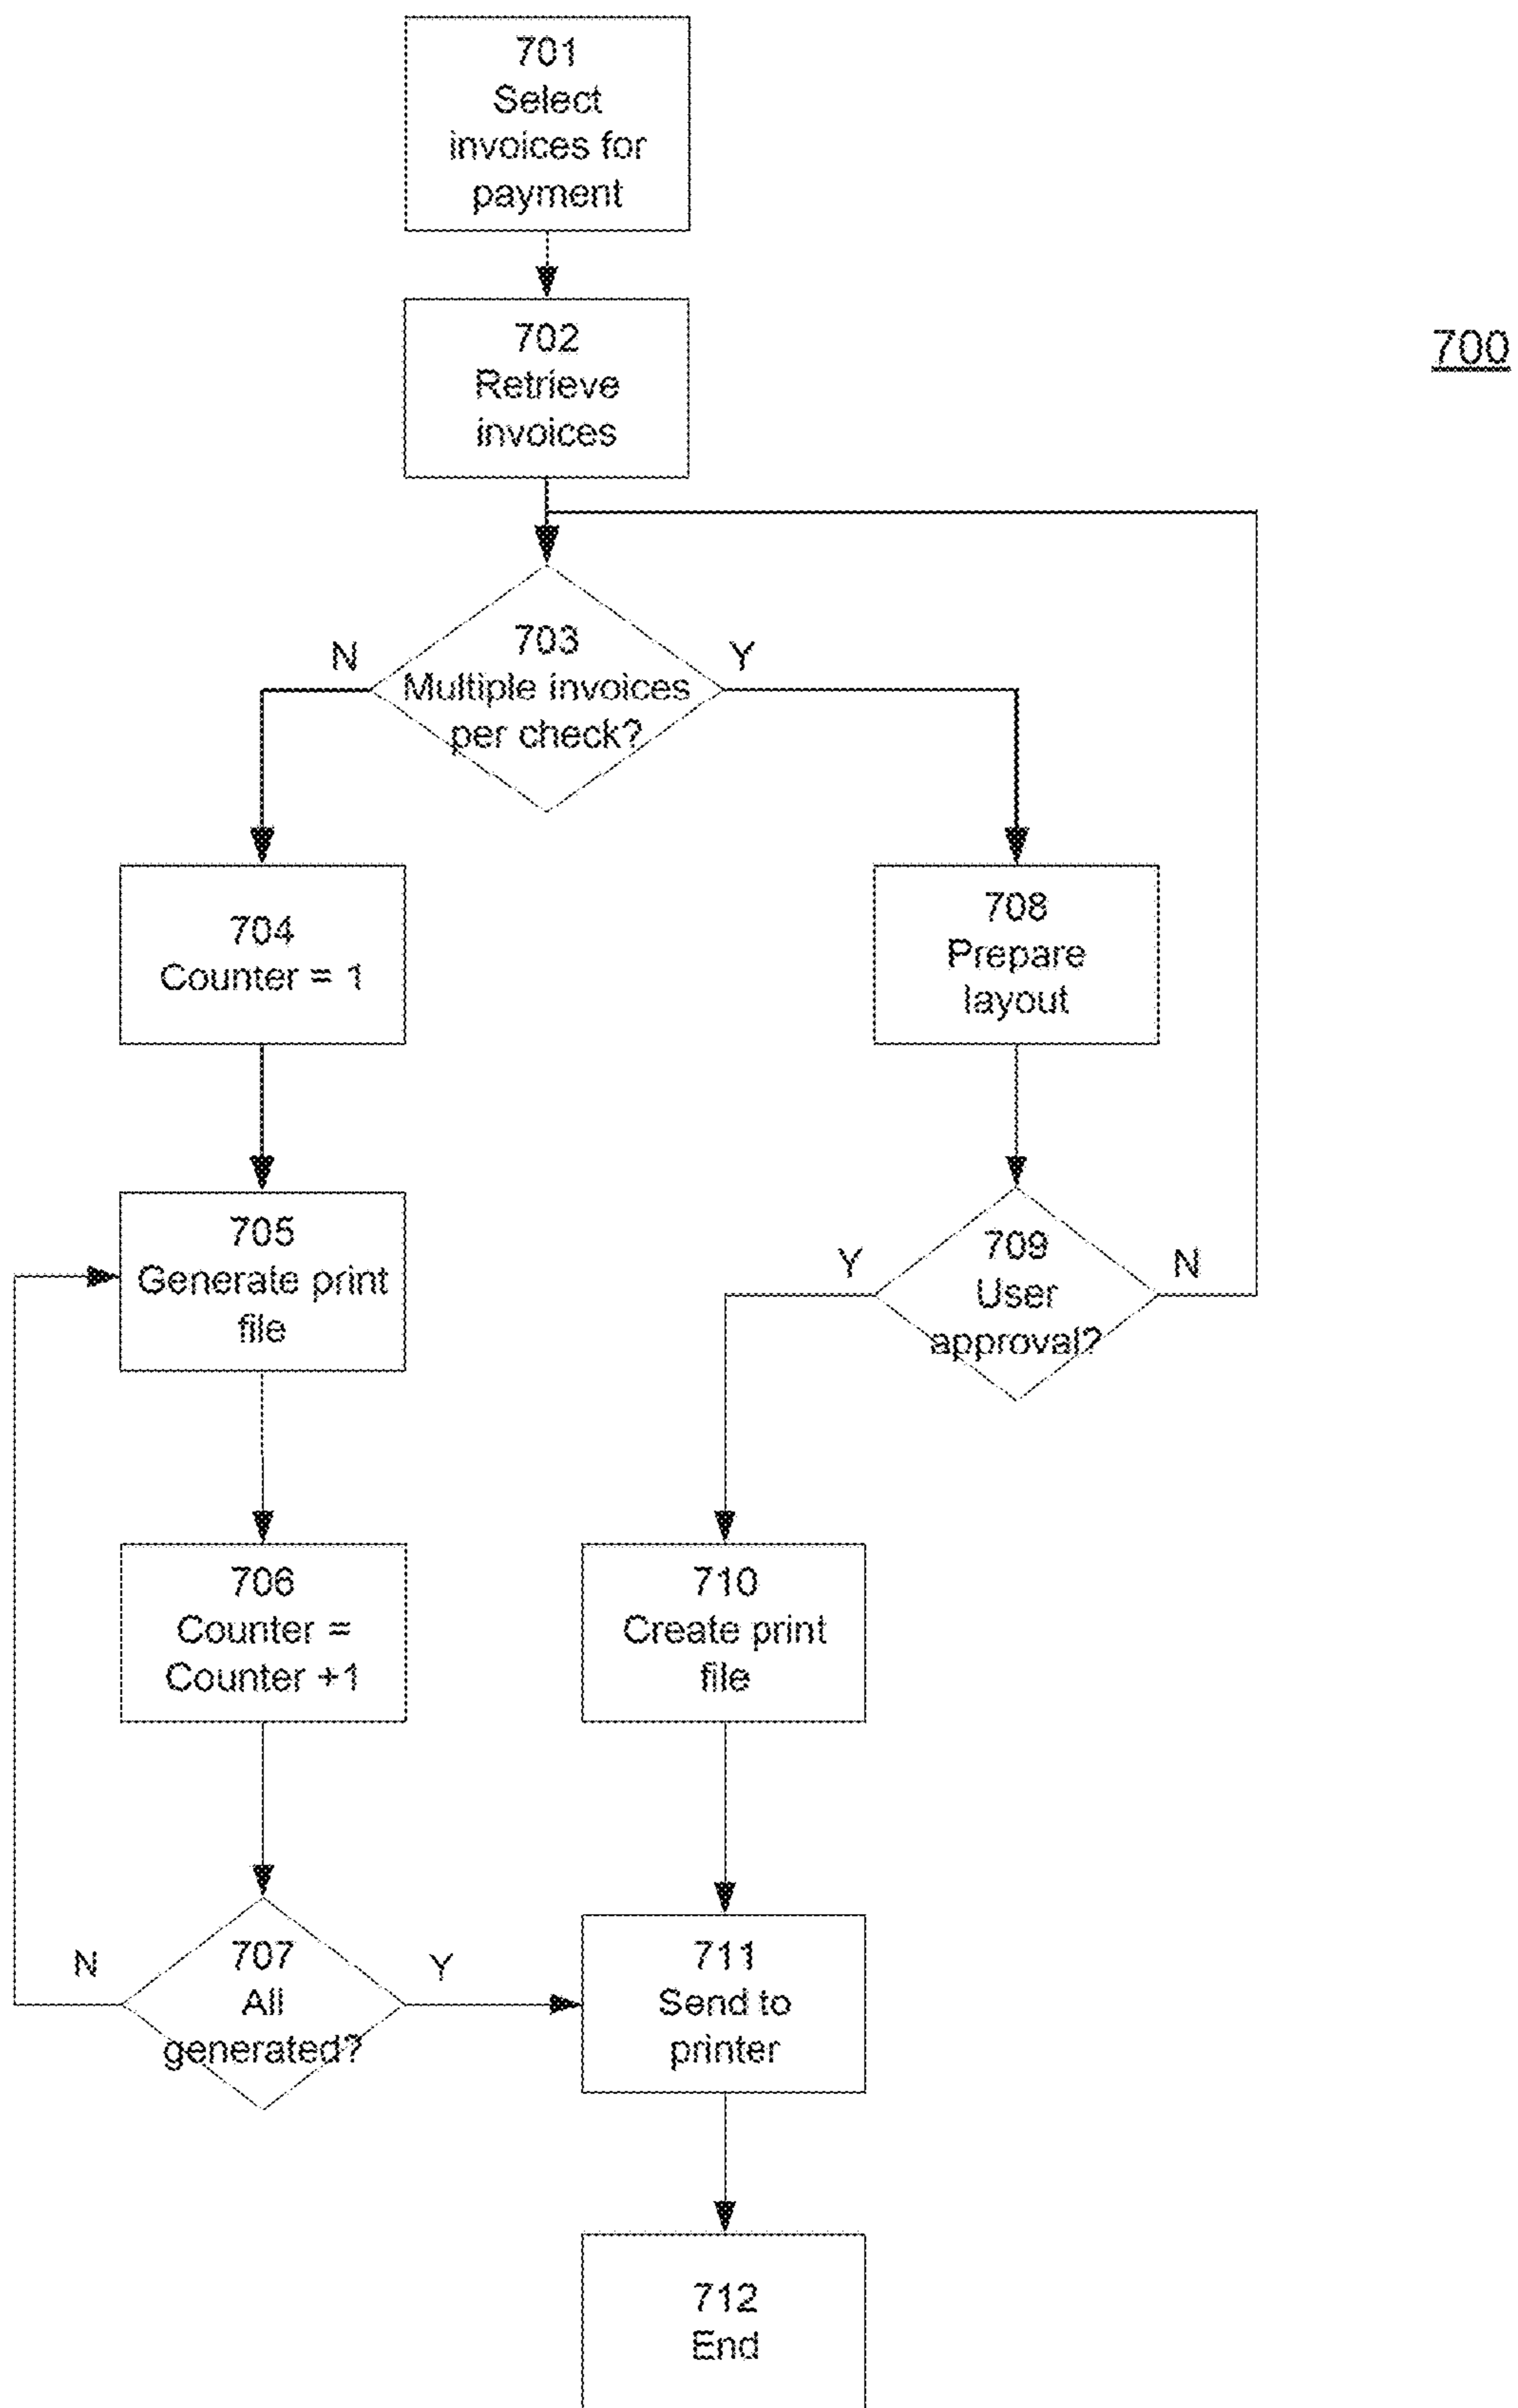 701
Select
invoices for
payment
702
Retrieve
invoices
700
N
703
Y
Multiple invoices
per check?
704
Counter = 1
708
Prepare
layout
705
Generate print
file
Y
709
N
User
approval?
706
Counter =
Counter +1
710
Create print
file
N
707
Y
All
generated?
711
Send to
printer
712
End